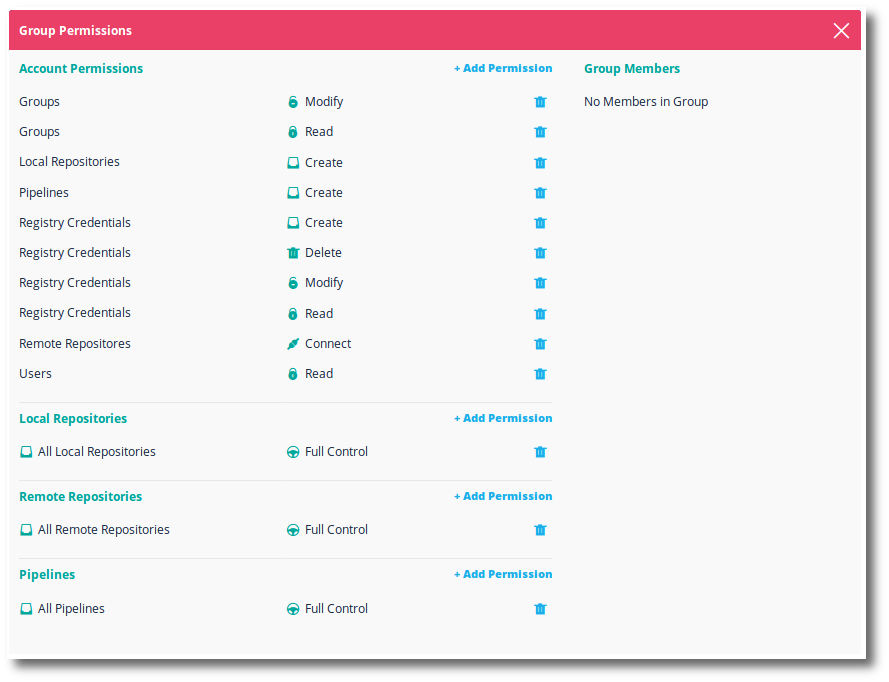 Group Permissions
Account Permissions + Add Permission
Groups Modify
Groups Read
Local Repositories Create
Pipelines Create
Registry Credentials Create
Registry Credentials Delete
Registry Credentials Modify
Registry Credentials Read
Remote Repositores Connect
Users Read
Local Repositories + Add Permission
All Local Repositories Full Control
Remote Repositories + Add Permission
All Remote Repositories Full Control
Pipelines + Add Permission
All Pipelines Full Control
Group Members
No Members in Group